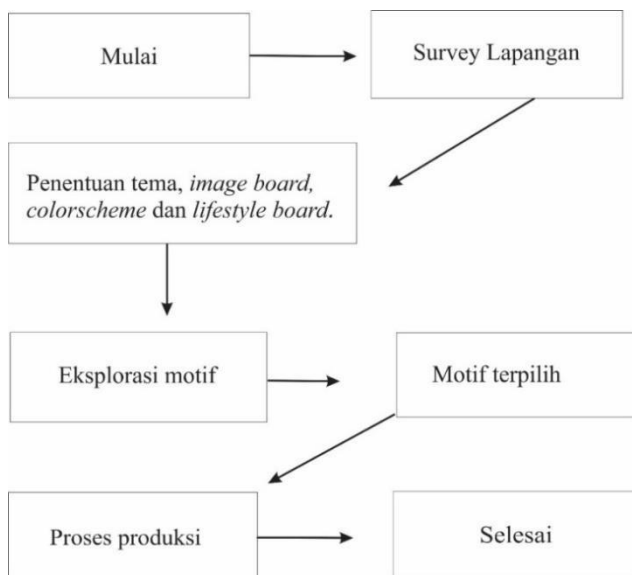 Mulai
Survey Lapangan
Penentuan tema, image board,
colorscheme dan lifestyle board.
Eksplorasi motif
Motif terpilih
Proses produksi
Selesai